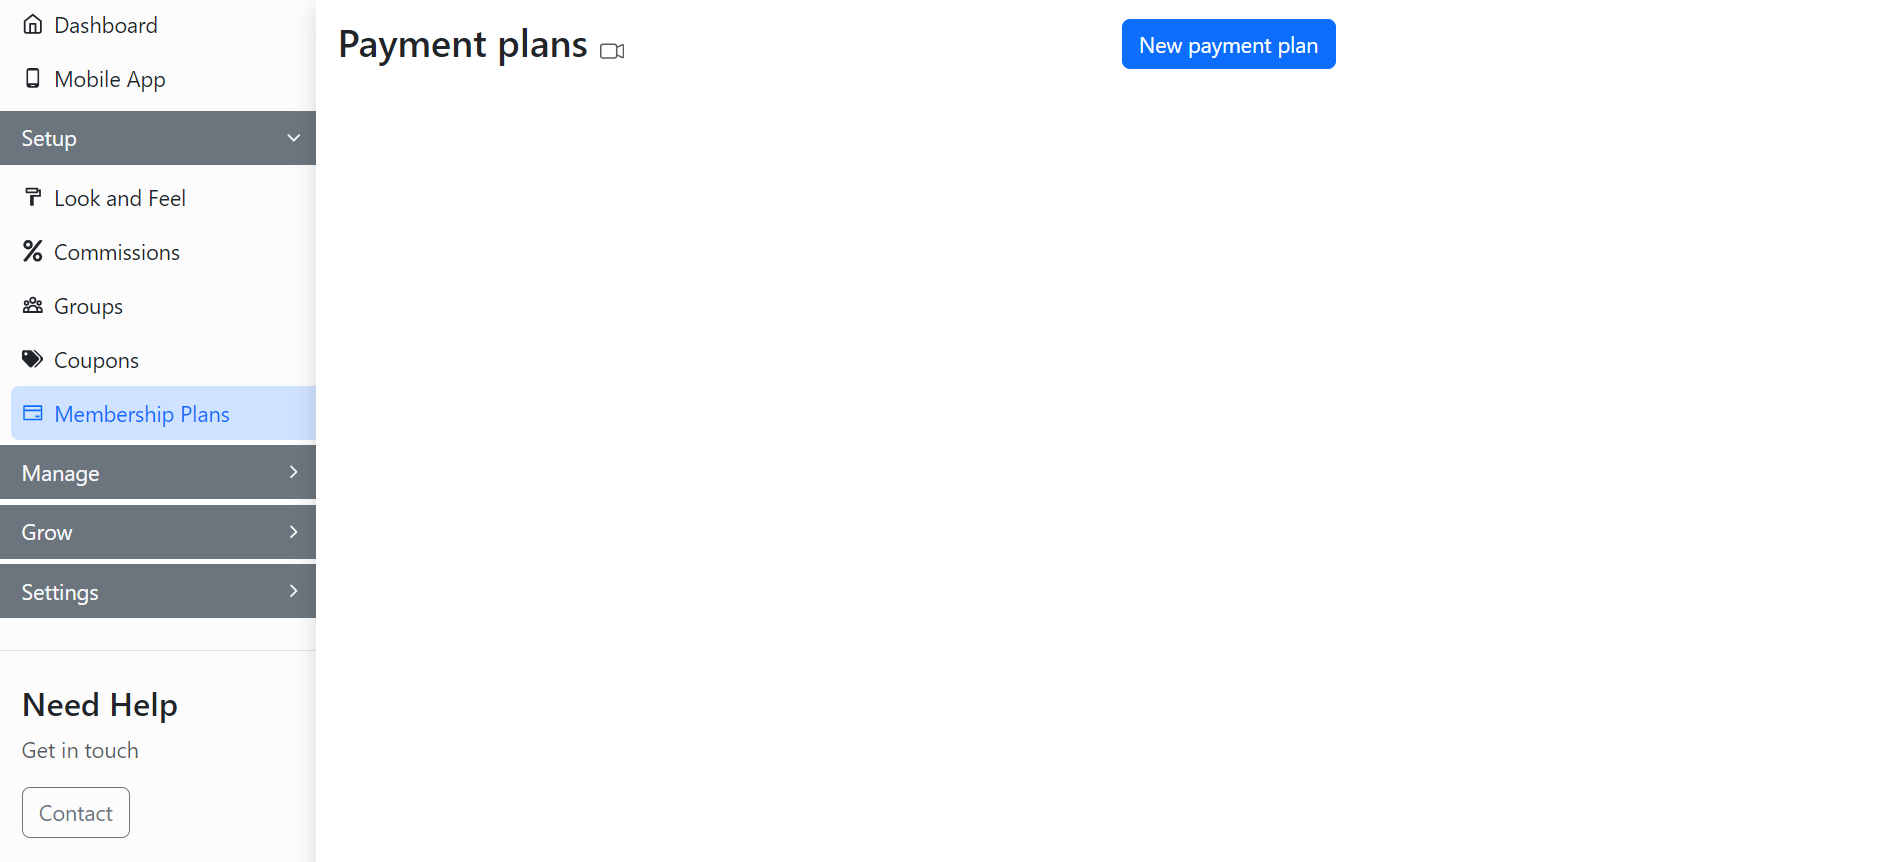 Dashboard
Mobile App
Setup
Look and Feel
Commissions
Groups
Coupons
Membership Plans
Manage
Grow
Settings
Need Help
Get in touch
Contact
Payment plans
New payment plan